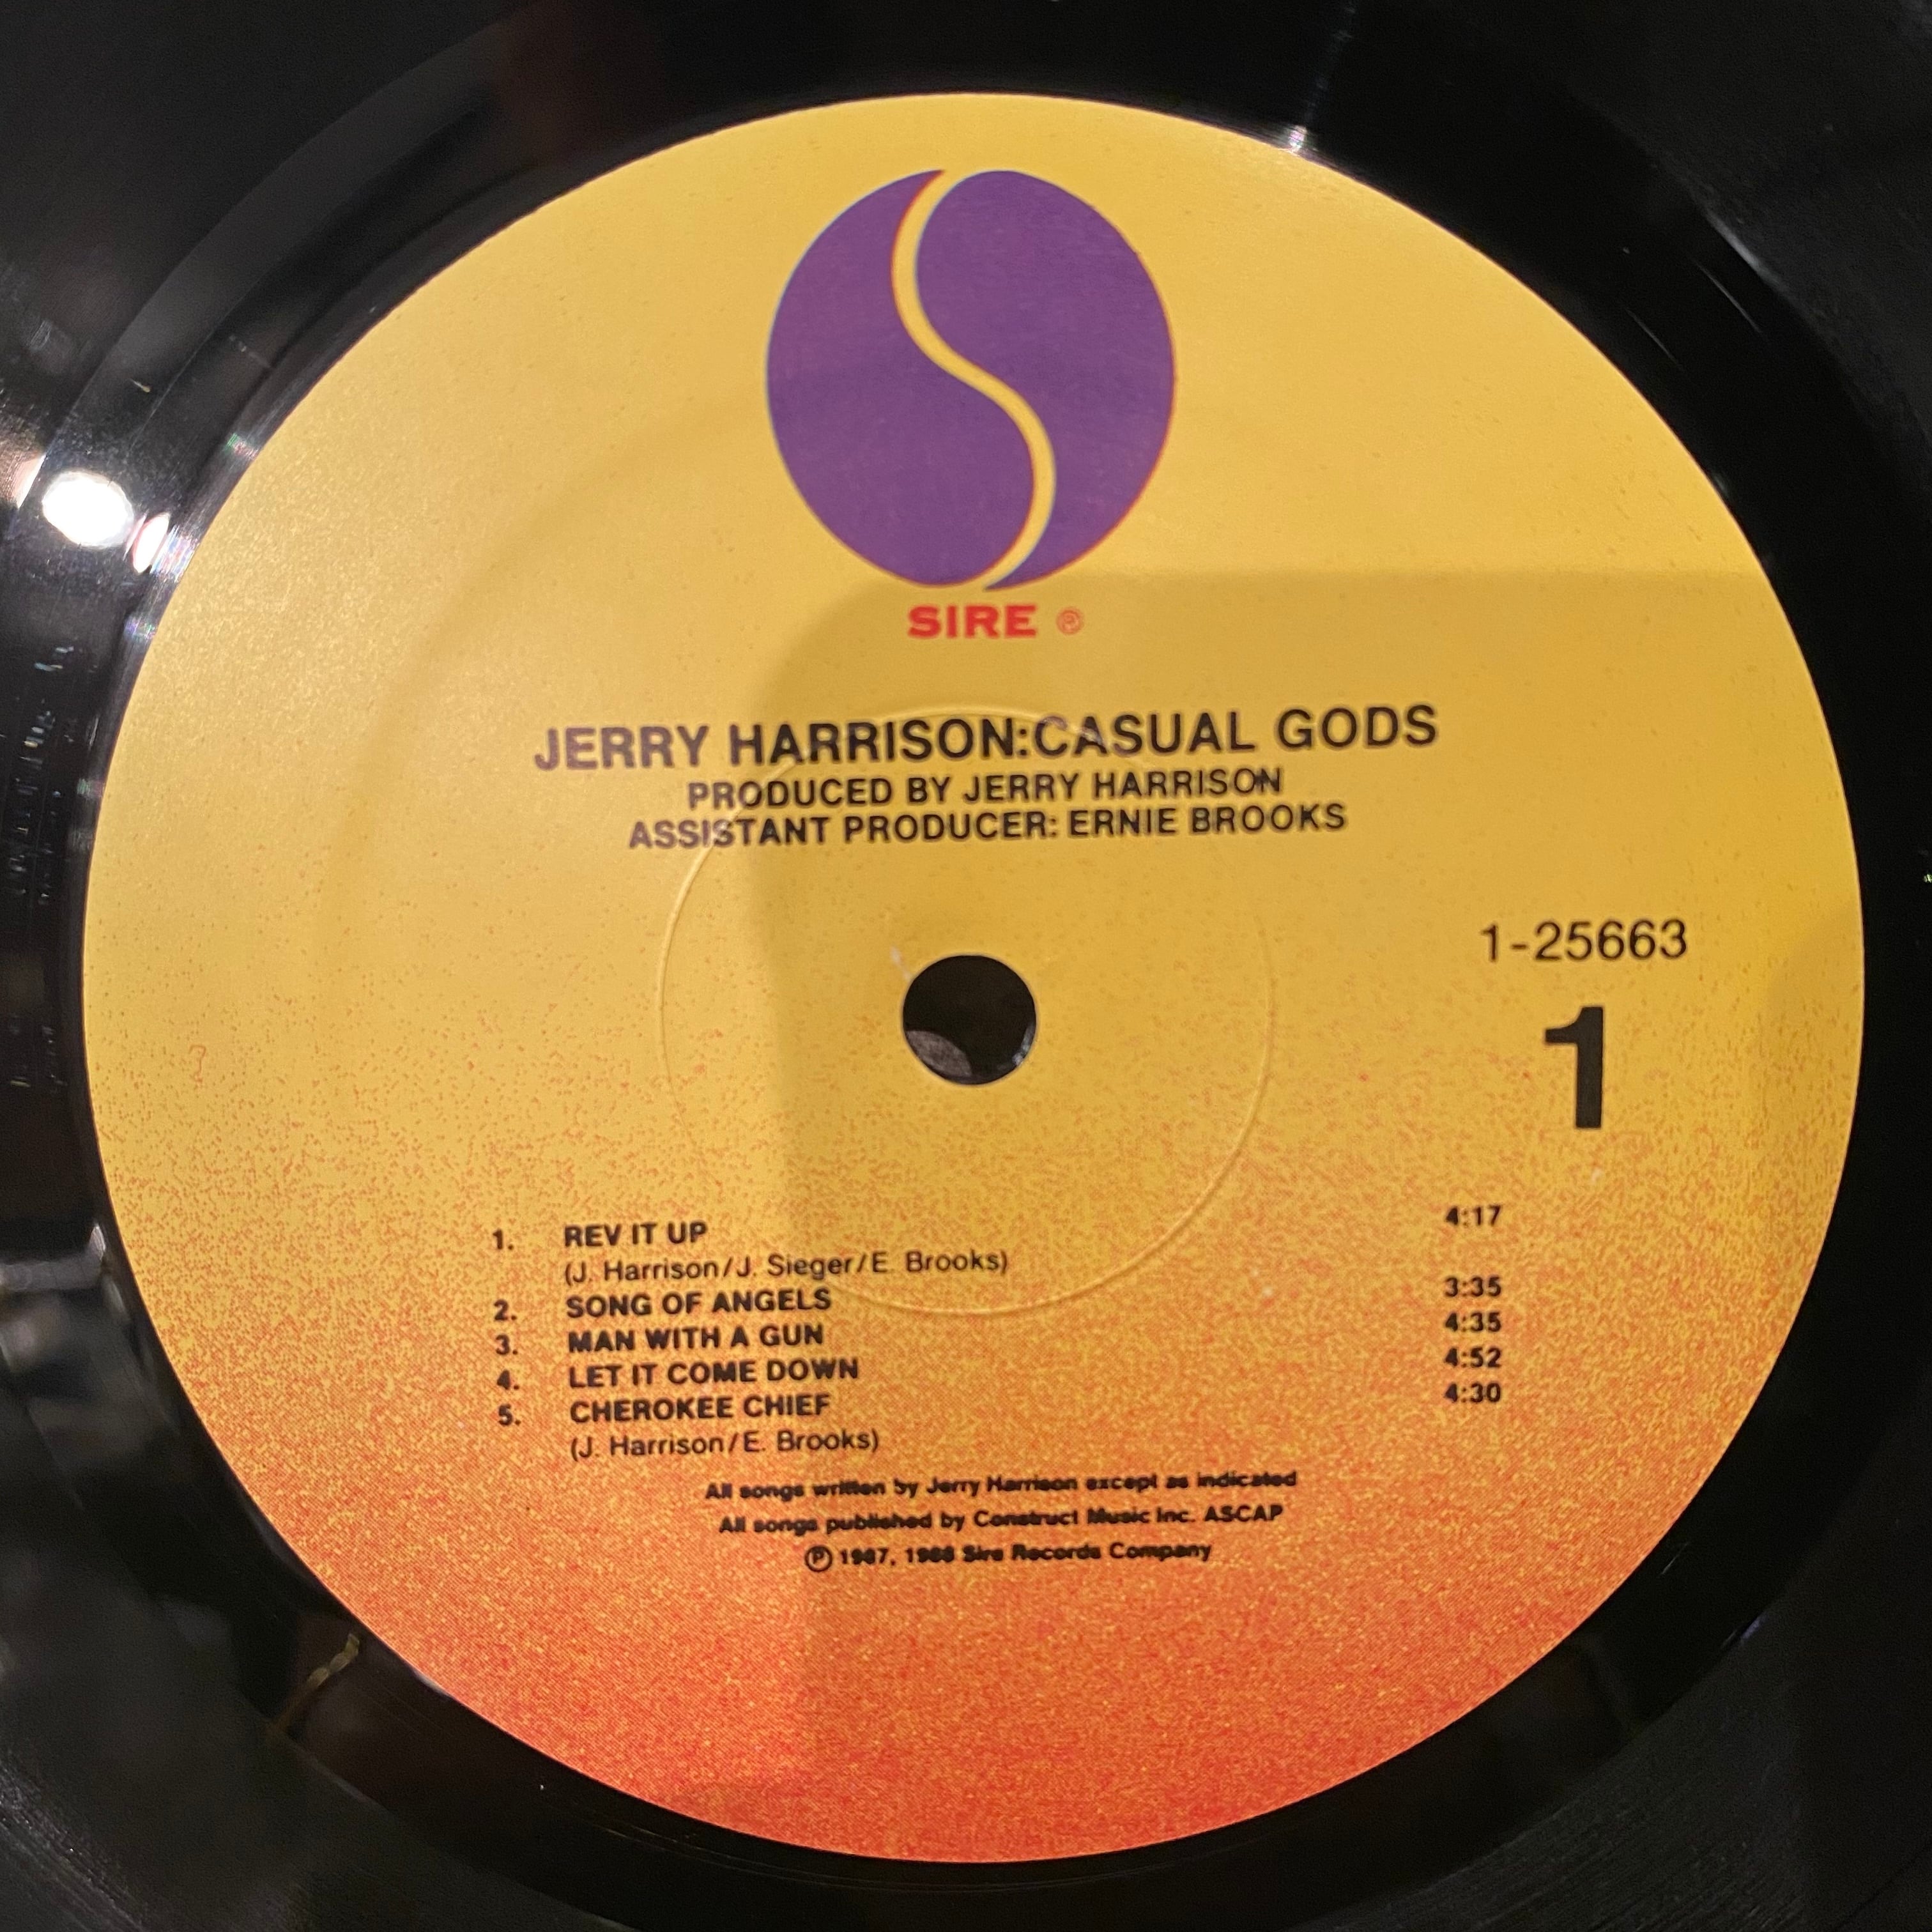 SIRE ®
JERRY HARRISON:CASUAL GODS
PRODUCED BY JERRY HARRISON
ASSISTANT PRODUCER: ERNIE BROOKS
1-25663
1
1. REV IT UP 4:17
(J. Harrison/J. Sieger/E. Brooks)
2. SONG OF ANGELS 3:35
3. MAN WITH A GUN 4:35
4. LET IT COME DOWN 4:52
5. CHEROKEE CHIEF 4:30
(J. Harrison/E. Brooks)
All songs written by Jerry Harrison except as indicated
All songs published by Construct Music Inc. ASCAP
℗ 1987, 1988 Sire Records Company